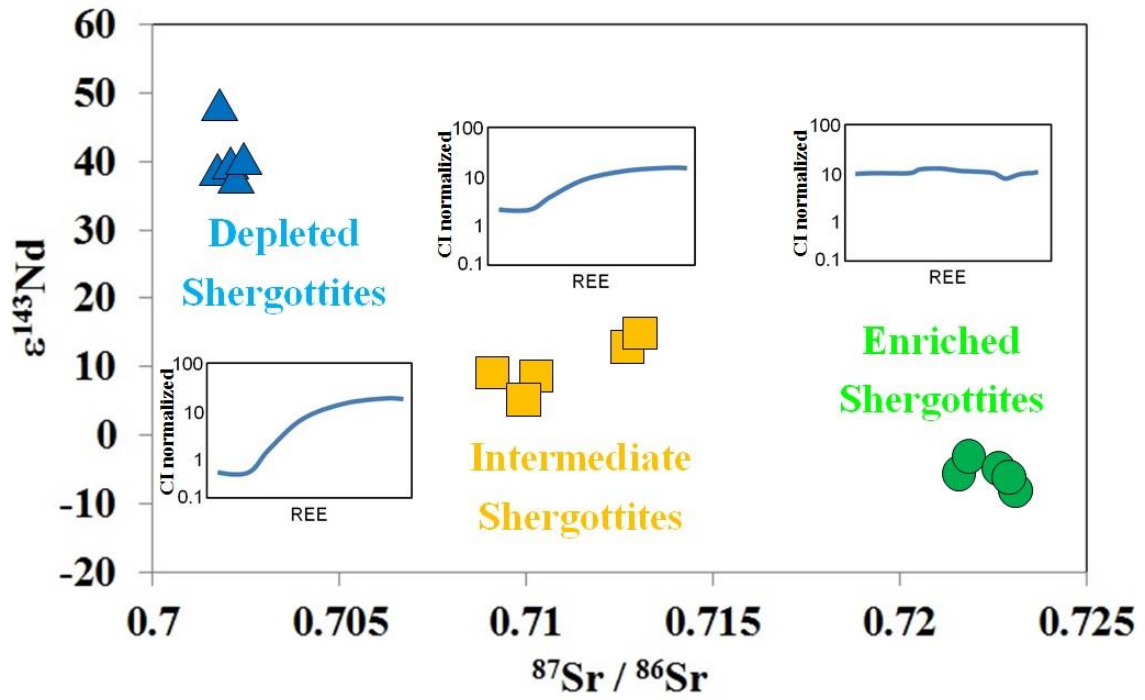 60
50
40
30
20
10
0
-10
-20
ε¹⁴³Nd
0.7
0.705
0.71
0.715
0.72
0.725
⁸⁷Sr / ⁸⁶Sr
Depleted
Shergottites
CI normalized
100
10
1
0.1
REE
CI normalized
100
10
1
0.1
REE
Intermediate
Shergottites
CI normalized
100
10
1
0.1
REE
Enriched
Shergottites